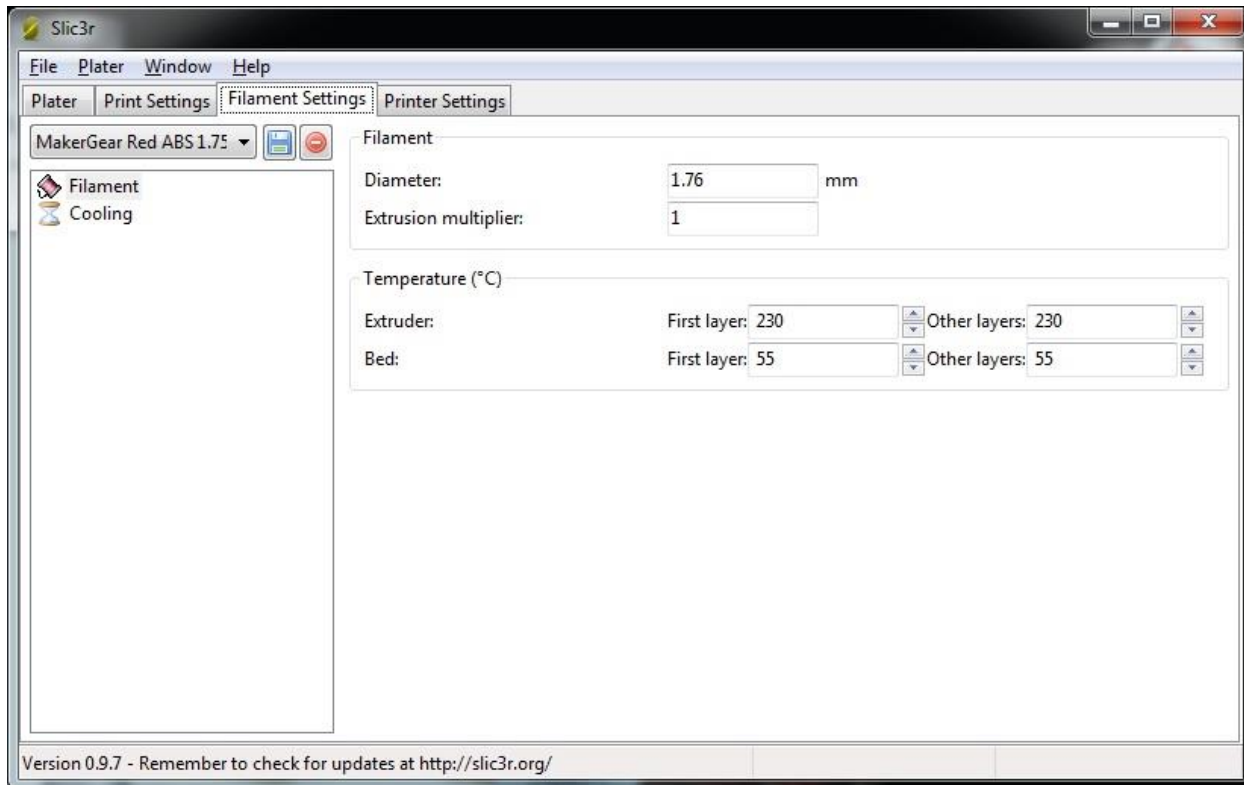 Slic3r
File Plater Window Help
Plater Print Settings Filament Settings Printer Settings
MakerGear Red ABS 1.75
Filament
Cooling
Filament
Diameter: 1.76 mm
Extrusion multiplier: 1
Temperature (°C)
Extruder: First layer: 230 Other layers: 230
Bed: First layer: 55 Other layers: 55
Version 0.9.7 - Remember to check for updates at http://slic3r.org/